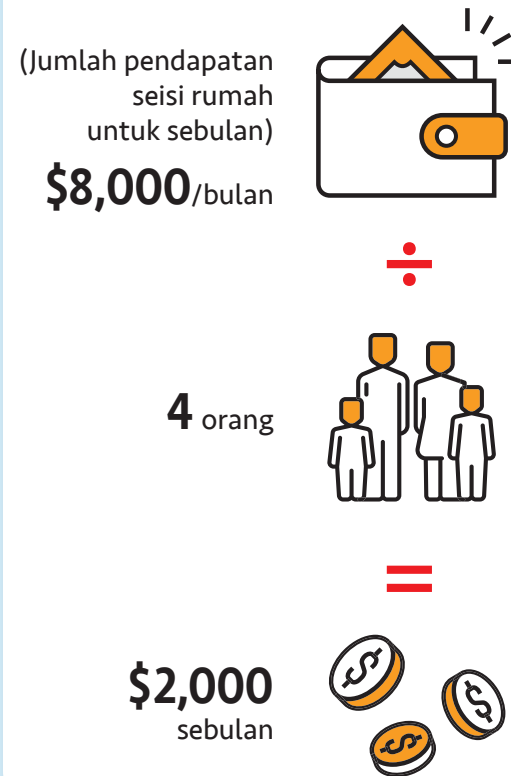 (Jumlah pendapatan
seisi rumah
untuk sebulan)
$8,000/bulan
÷
4 orang
=
$2,000
sebulan